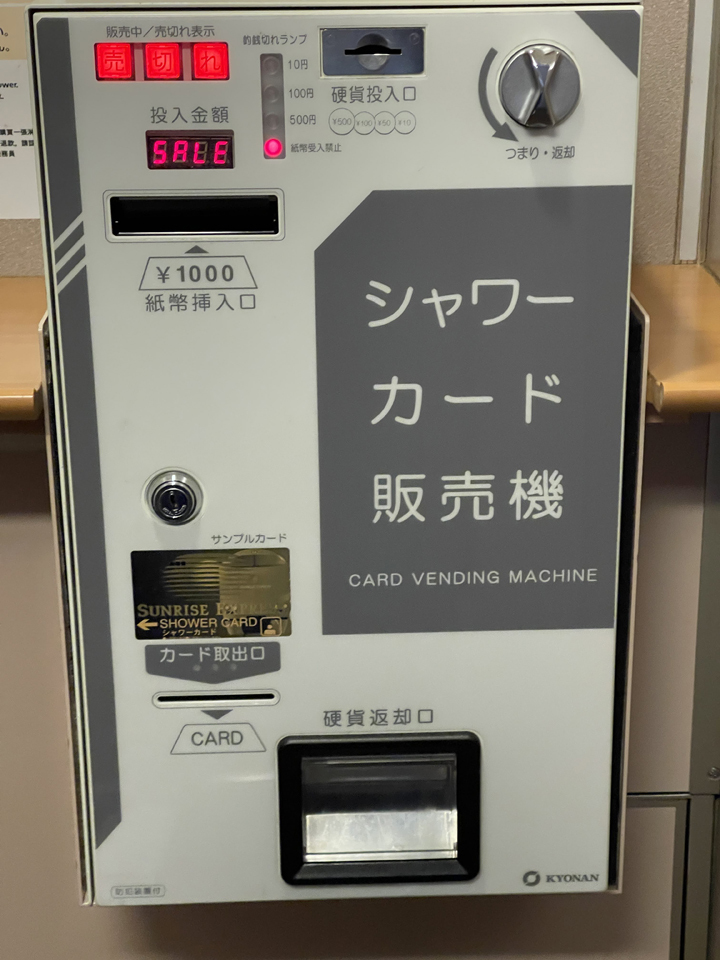 販売中/売切れ表示
売 切 れ
投入金額
SALE
釣銭切れランプ
10円
100円
500円
紙幣受入禁止
硬貨投入口
¥500 ¥100 ¥50 ¥10
つまり・返却
¥1000
紙幣挿入口
シャワー
カード
販売機
CARD VENDING MACHINE
サンプルカード
SUNRISE EXPRESS
SHOWER CARD
シャワーカード
カード取出口
CARD
硬貨返却口
防犯装置付
KYONAN